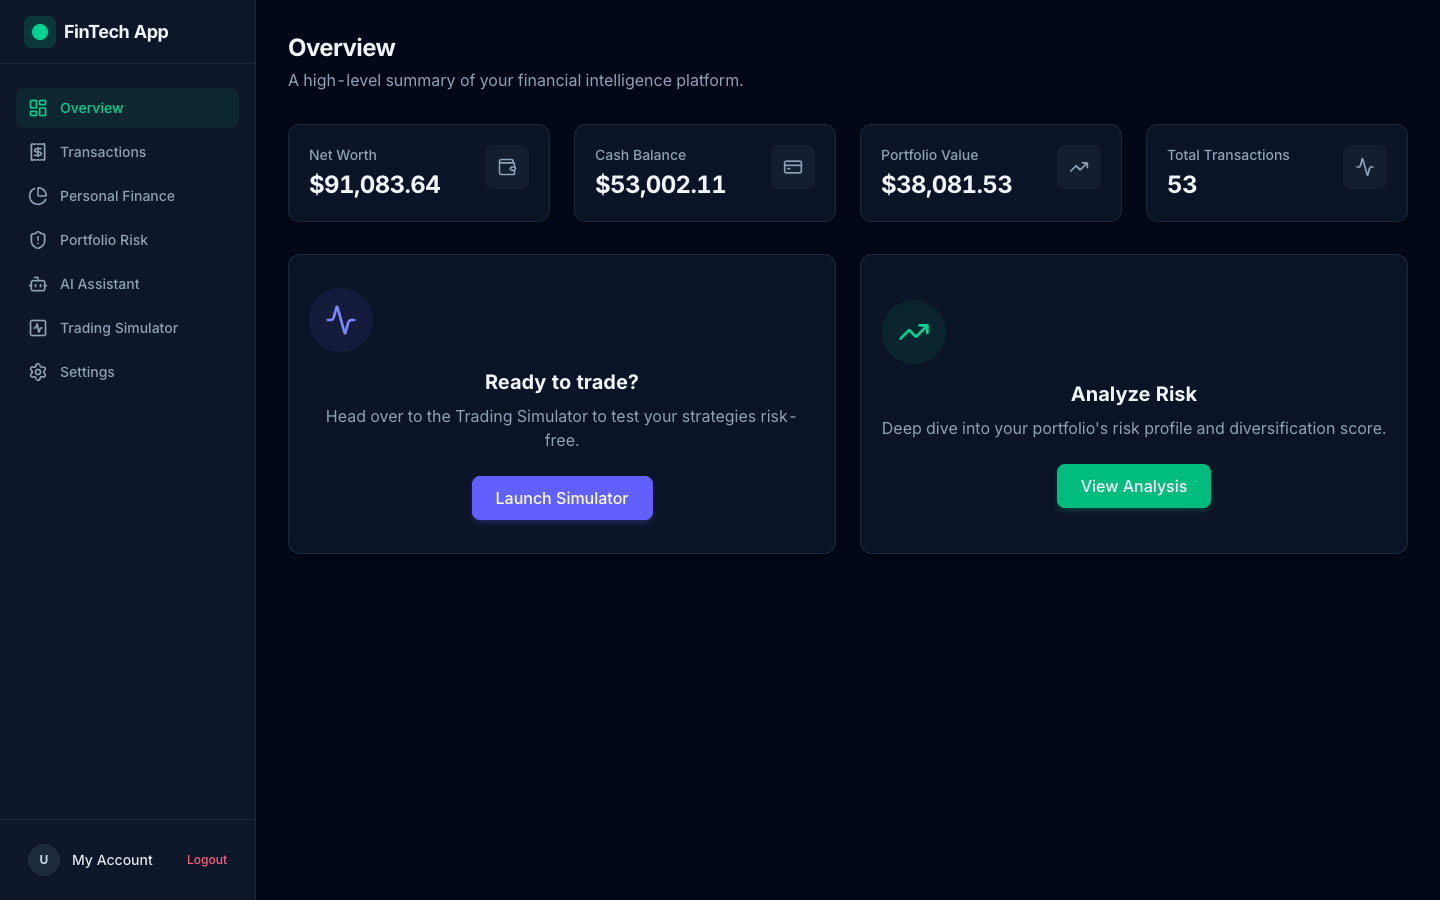 FinTech App
Overview
Transactions
Personal Finance
Portfolio Risk
AI Assistant
Trading Simulator
Settings
U
My Account
Logout
Overview
A high-level summary of your financial intelligence platform.
Net Worth
$91,083.64
Cash Balance
$53,002.11
Portfolio Value
$38,081.53
Total Transactions
53
Ready to trade?
Head over to the Trading Simulator to test your strategies risk-
free.
Launch Simulator
Analyze Risk
Deep dive into your portfolio's risk profile and diversification score.
View Analysis